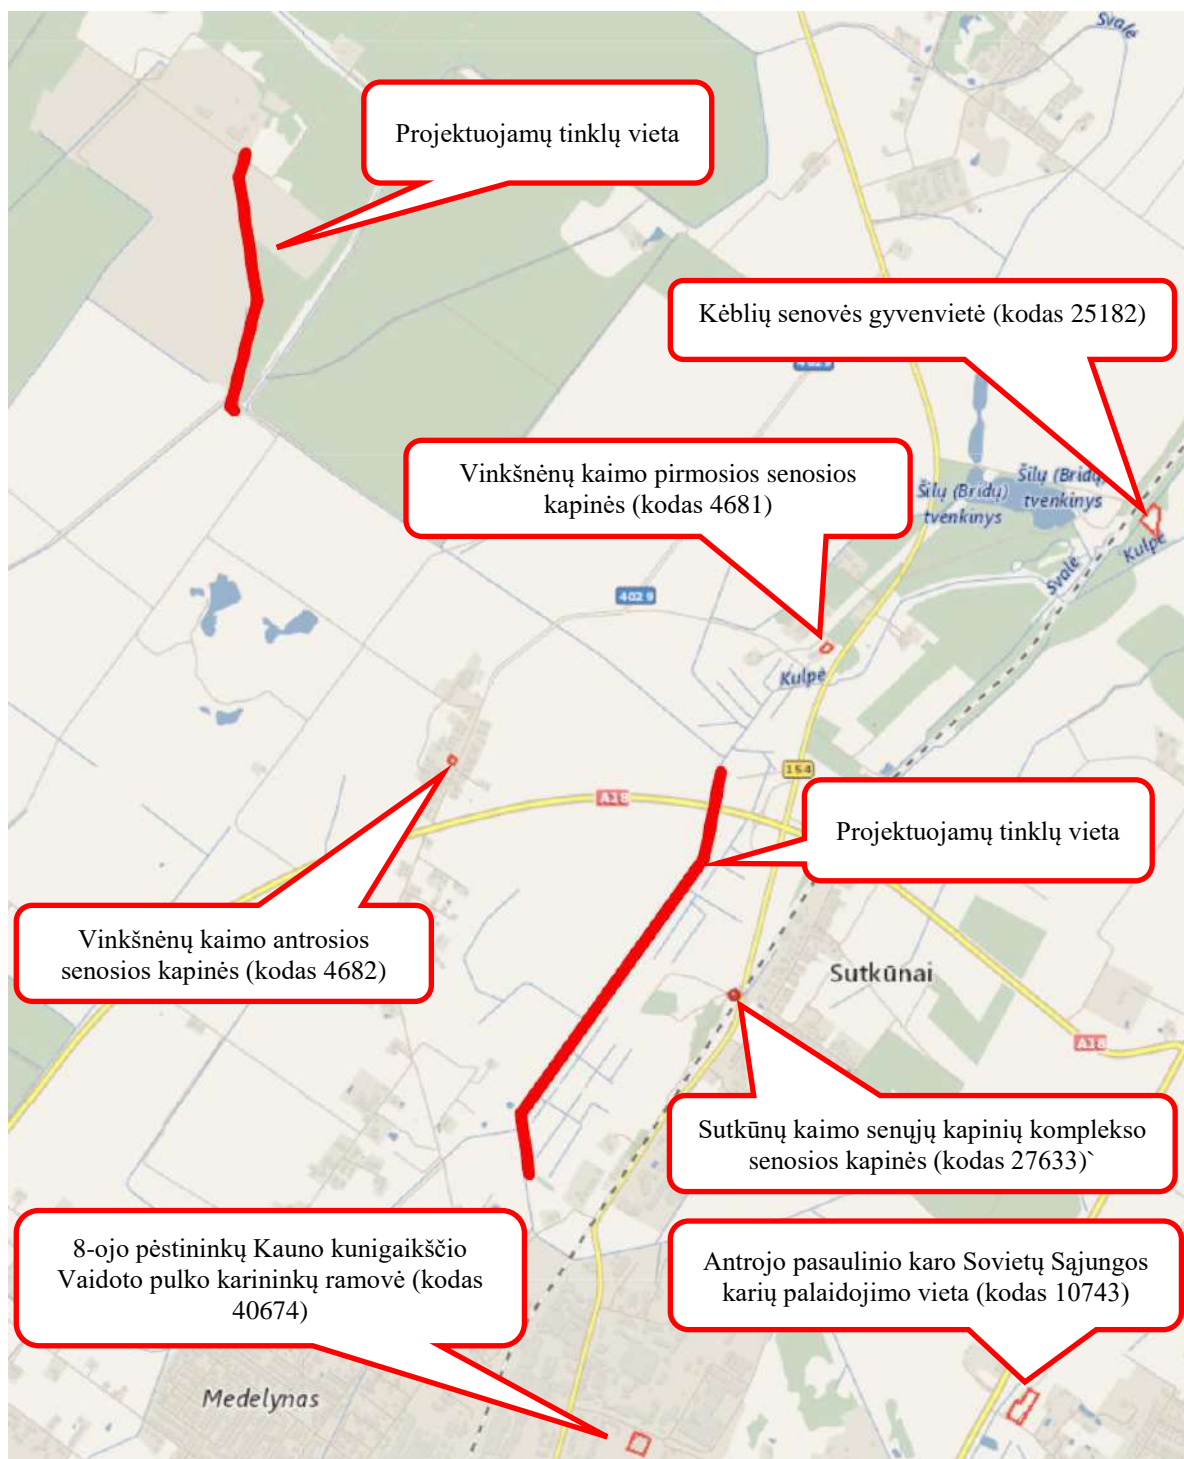 Svalė
Projektuojamų tinklų vieta
Kėblių senovės gyvenvietė (kodas 25182)
4029
Vinkšnėnų kaimo pirmosios senosios
kapinės (kodas 4681)
Šilų (Bridų)
tvenkinys
Šilų (Bridų)
tvenkinys
Kulpė
Svalė
4029
Kulpė
154
A18
Projektuojamų tinklų vieta
Vinkšnėnų kaimo antrosios
senosios kapinės (kodas 4682)
Sutkūnai
A18
Sutkūnų kaimo senųjų kapinių komplekso
senosios kapinės (kodas 27633)`
8-ojo pėstininkų Kauno kunigaikščio
Vaidoto pulko karininkų ramovė (kodas
40674)
Antrojo pasaulinio karo Sovietų Sąjungos
karių palaidojimo vieta (kodas 10743)
Medelynas